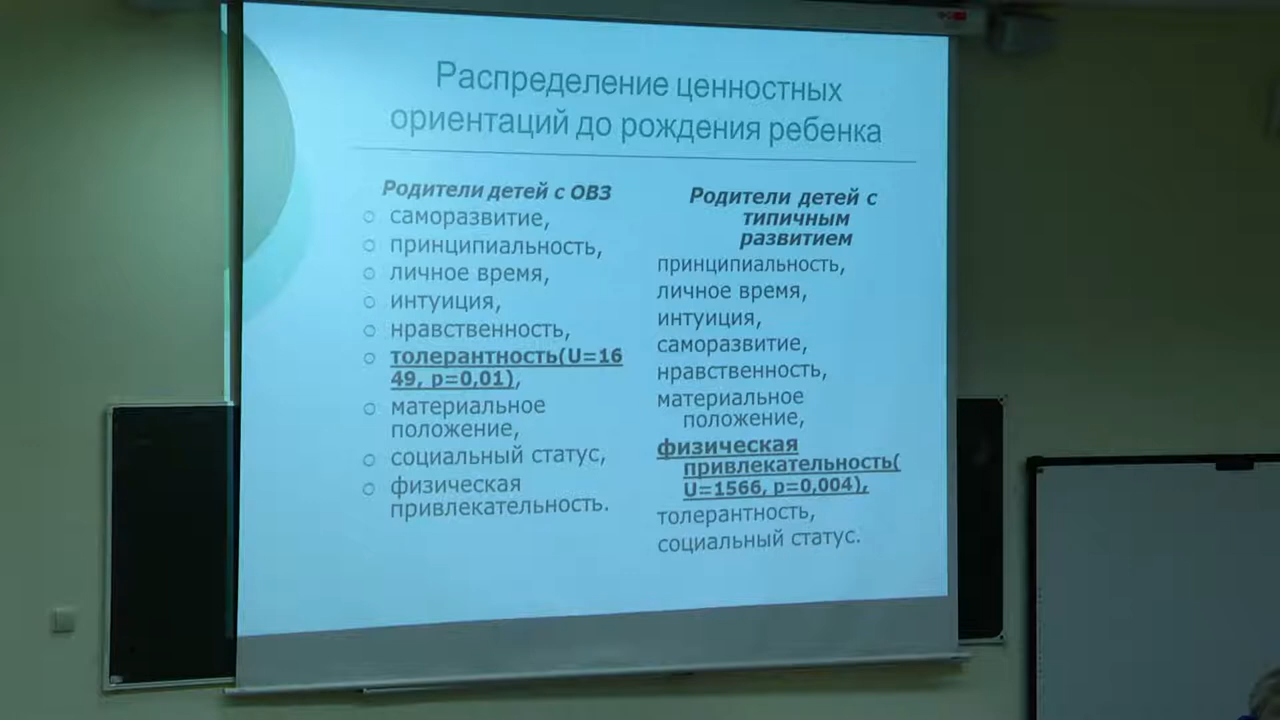 Распределение ценностных
ориентаций до рождения ребенка
Родители детей с ОВЗ
саморазвитие,
принципиальность,
личное время,
интуиция,
нравственность,
толерантность(U=16
49, р=0,01),
материальное
положение,
социальный статус,
физическая
привлекательность.
Родители детей с
типичным
развитием
принципиальность,
личное время,
интуиция,
саморазвитие,
нравственность,
материальное
положение,
физическая
привлекательность(
U=1566, р=0,004),
толерантность,
социальный статус.